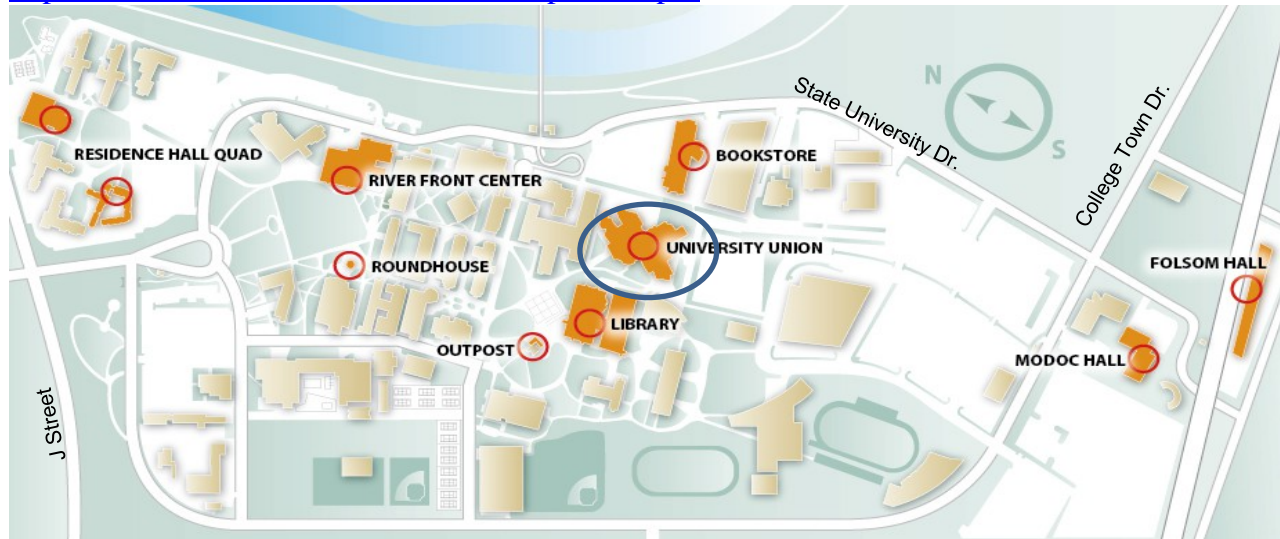 N
S
State University Dr.
College Town Dr.
RESIDENCE HALL QUAD
RIVER FRONT CENTER
BOOKSTORE
UNIVERSITY UNION
ROUNDHOUSE
FOLSOM HALL
LIBRARY
OUTPOST
MODOC HALL
J Street